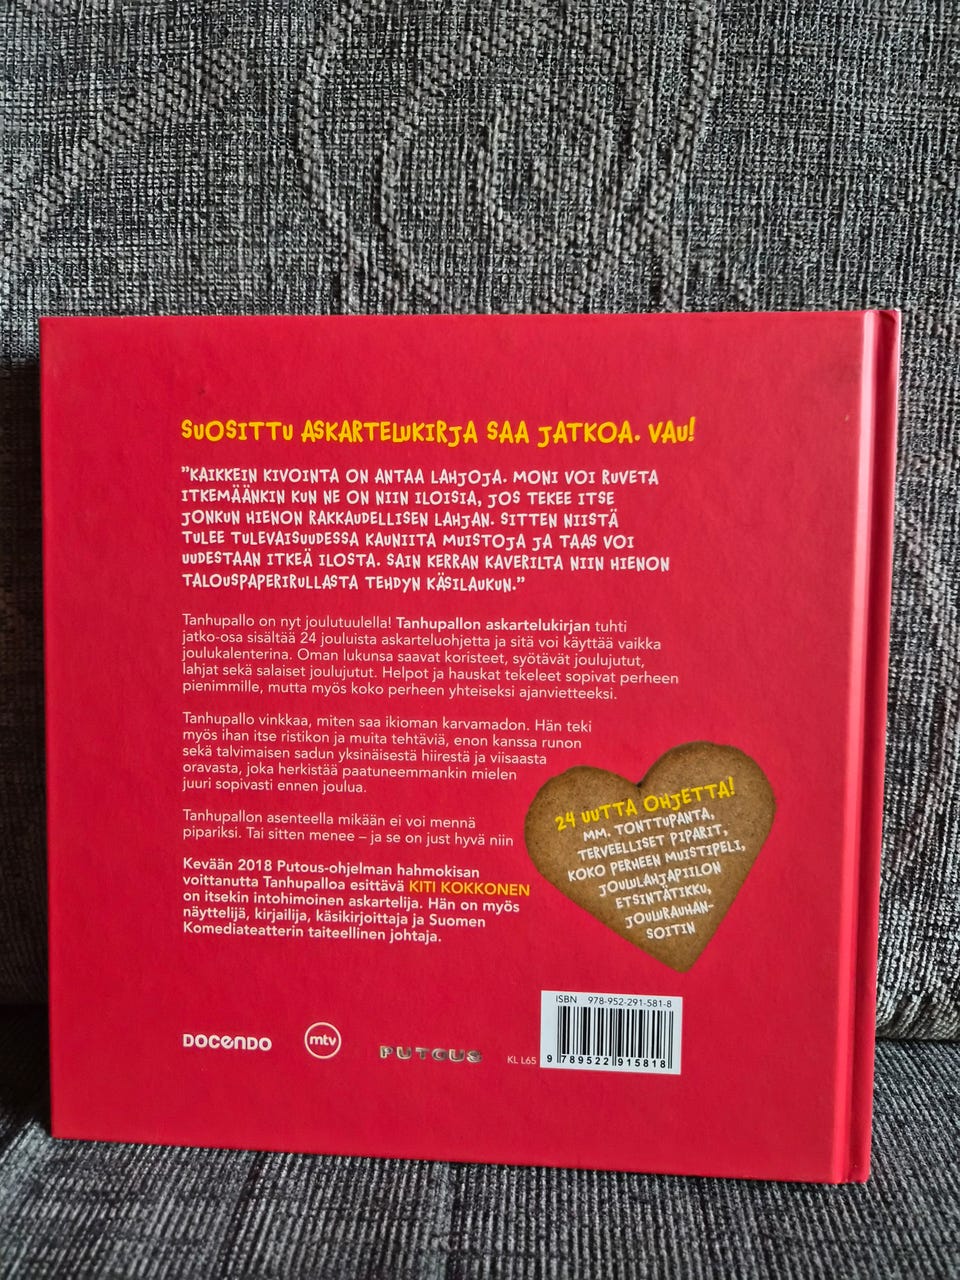 SUOSITTU ASKARTELUKIRJA SAA JATKOA. VAU!
"KAIKKEIN KIVOINTA ON ANTAA LAHJOJA. MONI VOI RUVETA
ITKEMÄÄNKIN KUN NE ON NIIN ILOISIA, JOS TEKEE ITSE
JONKUN HIENON RAKKAUDELLISEN LAHJAN. SITTEN NIISTÄ
TULEE TULEVAISUUDESSA KAUNIITA MUISTOJA JA TAAS VOI
UUDESTAAN ITKEÄ ILOSTA. SAIN KERRAN KAVERILTA NIIN HIENON
TALOUSPAPERIRULLASTA TEHDYN KÄSILAUKUN."
Tanhupallo on nyt joulutuulella! Tanhupallon askartelukirjan tuhti
jatko-osa sisältää 24 jouluista askarteluohjetta ja sitä voi käyttää vaikka
joulukalenterina. Oman lukunsa saavat koristeet, syötävät joulujutut,
lahjat sekä salaiset joulujutut. Helpot ja hauskat tekeleet sopivat perheen
pienimmille, mutta myös koko perheen yhteiseksi ajanvietteeksi.
Tanhupallo vinkkaa, miten saa ikioman karvamadon. Hän teki
myös ihan itse ristikon ja muita tehtäviä, enon kanssa runon
sekä talvimaisen sadun yksinäisestä hiirestä ja viisaasta
oravasta, joka herkistää paatuneemmankin mielen
juuri sopivasti ennen joulua.
Tanhupallon asenteella mikään ei voi mennä
pipariksi. Tai sitten menee – ja se on just hyvä niin
Kevään 2018 Putous-ohjelman hahmokisan
voittanutta Tanhupalloa esittävä KITI KOKKONEN
on itsekin intohimoinen askartelija. Hän on myös
näyttelijä, kirjailija, käsikirjoittaja ja Suomen
Komediateatterin taiteellinen johtaja.
24 UUTTA OHJETTA!
MM. TONTTUPANTA,
TERVEELLISET PIPARIT,
KOKO PERHEEN MUISTIPELI,
JOULULAHJAPIILON
ETSINTÄTIKKU,
JOULURAUHAN-
SOITIN
DOCENDO
mtv
PUTOUS
KL L65
ISBN 978-952-291-581-8
9 789522 915818